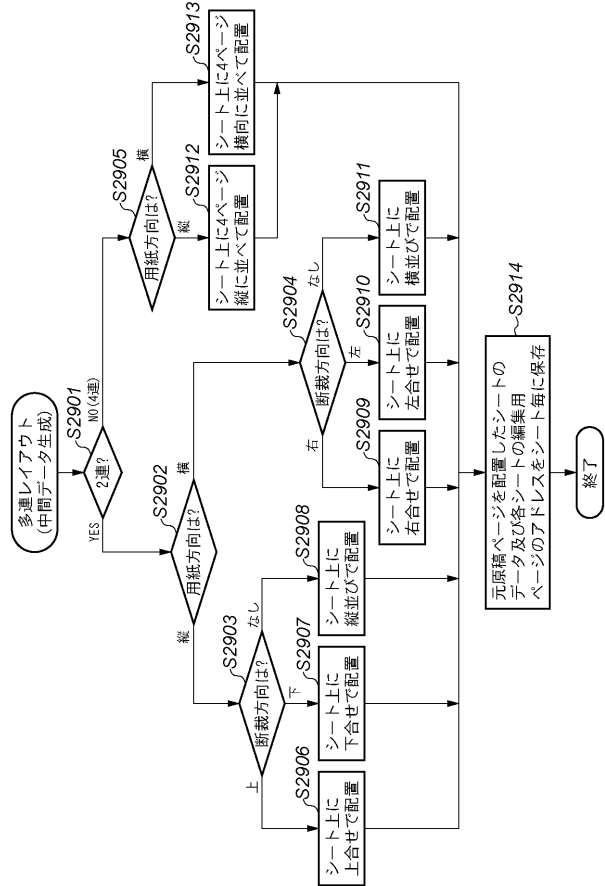 多連レイアウト
(中間データ生成)
S2901
2連?
YES
NO(4連)
S2902
用紙方向は?
縦
横
S2905
用紙方向は?
縦
横
S2903
断裁方向は?
上
下
なし
S2904
断裁方向は?
右
左
なし
S2906
シート上に
上合せで配置
S2907
シート上に
下合せで配置
S2908
シート上に
縦並びで配置
S2909
シート上に
右合せで配置
S2910
シート上に
左合せで配置
S2911
シート上に
横並びで配置
S2912
シート上に4ページ
縦に並べて配置
S2913
シート上に4ページ
横向に並べて配置
S2914
元原稿ページを配置したシートの
データ及び各シートの編集用
ページのアドレスをシート毎に保存
終了